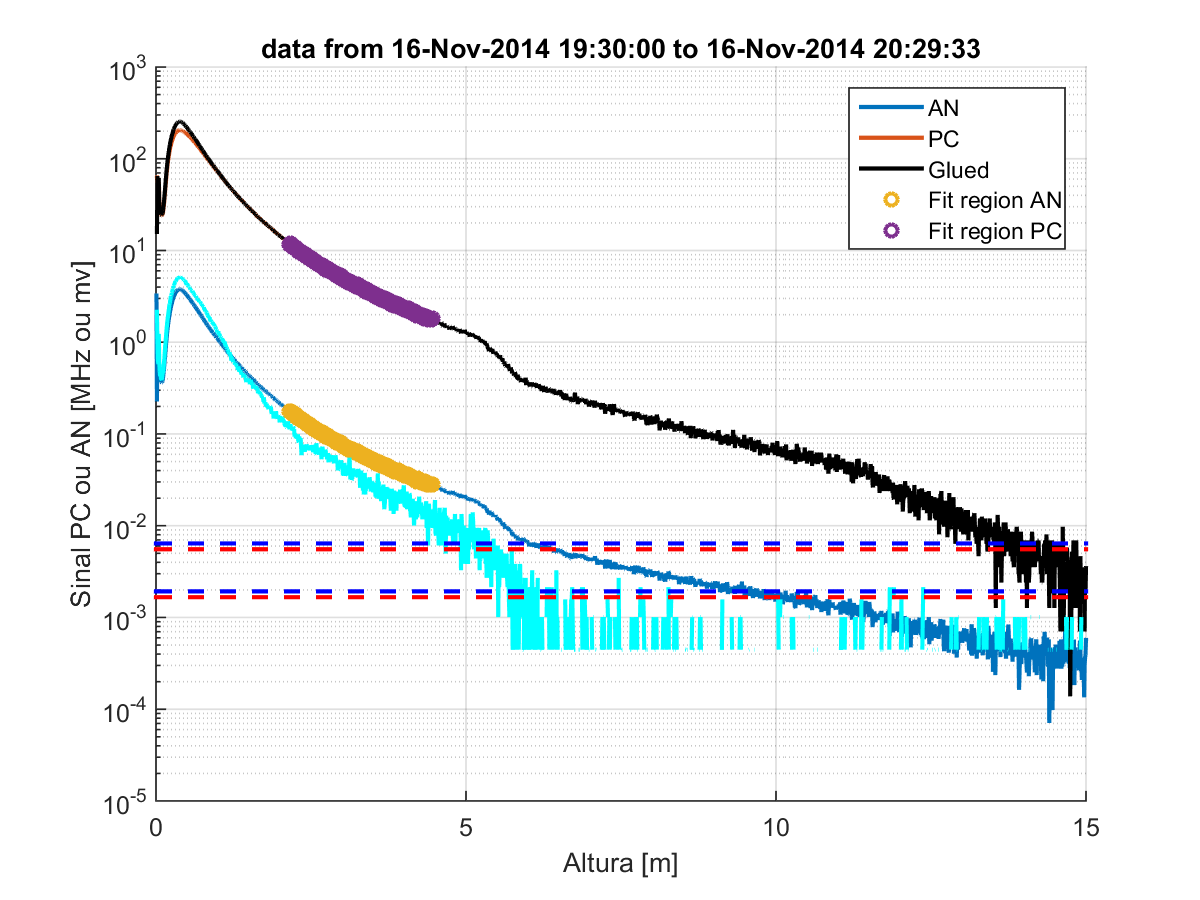 data from 16-Nov-2014 19:30:00 to 16-Nov-2014 20:29:33
AN
PC
Glued
Fit region AN
Fit region PC
Sinal PC ou AN [MHz ou mv]
10^3
10^2
10^1
10^0
10^-1
10^-2
10^-3
10^-4
10^-5
0 5 10 15
Altura [m]